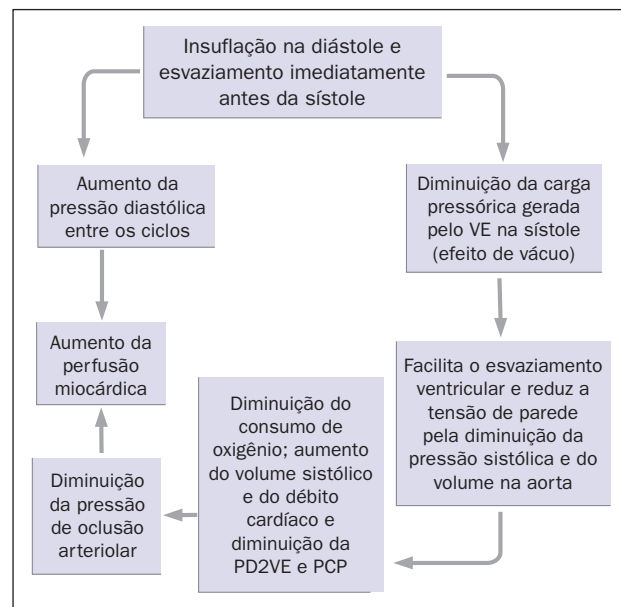 Insuflação na diástole e
esvaziamento imediatamente
antes da sístole
Aumento da
pressão diastólica
entre os ciclos
Diminuição da carga
pressórica gerada
pelo VE na sístole
(efeito de vácuo)
Aumento da
perfusão
miocárdica
Facilita o esvaziamento
ventricular e reduz a
tensão de parede
pela diminuição da
pressão sistólica e do
volume na aorta
Diminuição do
consumo de
oxigênio; aumento
do volume sistólico
e do débito
cardíaco e
diminuição da
PD2VE e PCP
Diminuição
da pressão
de oclusão
arteriolar